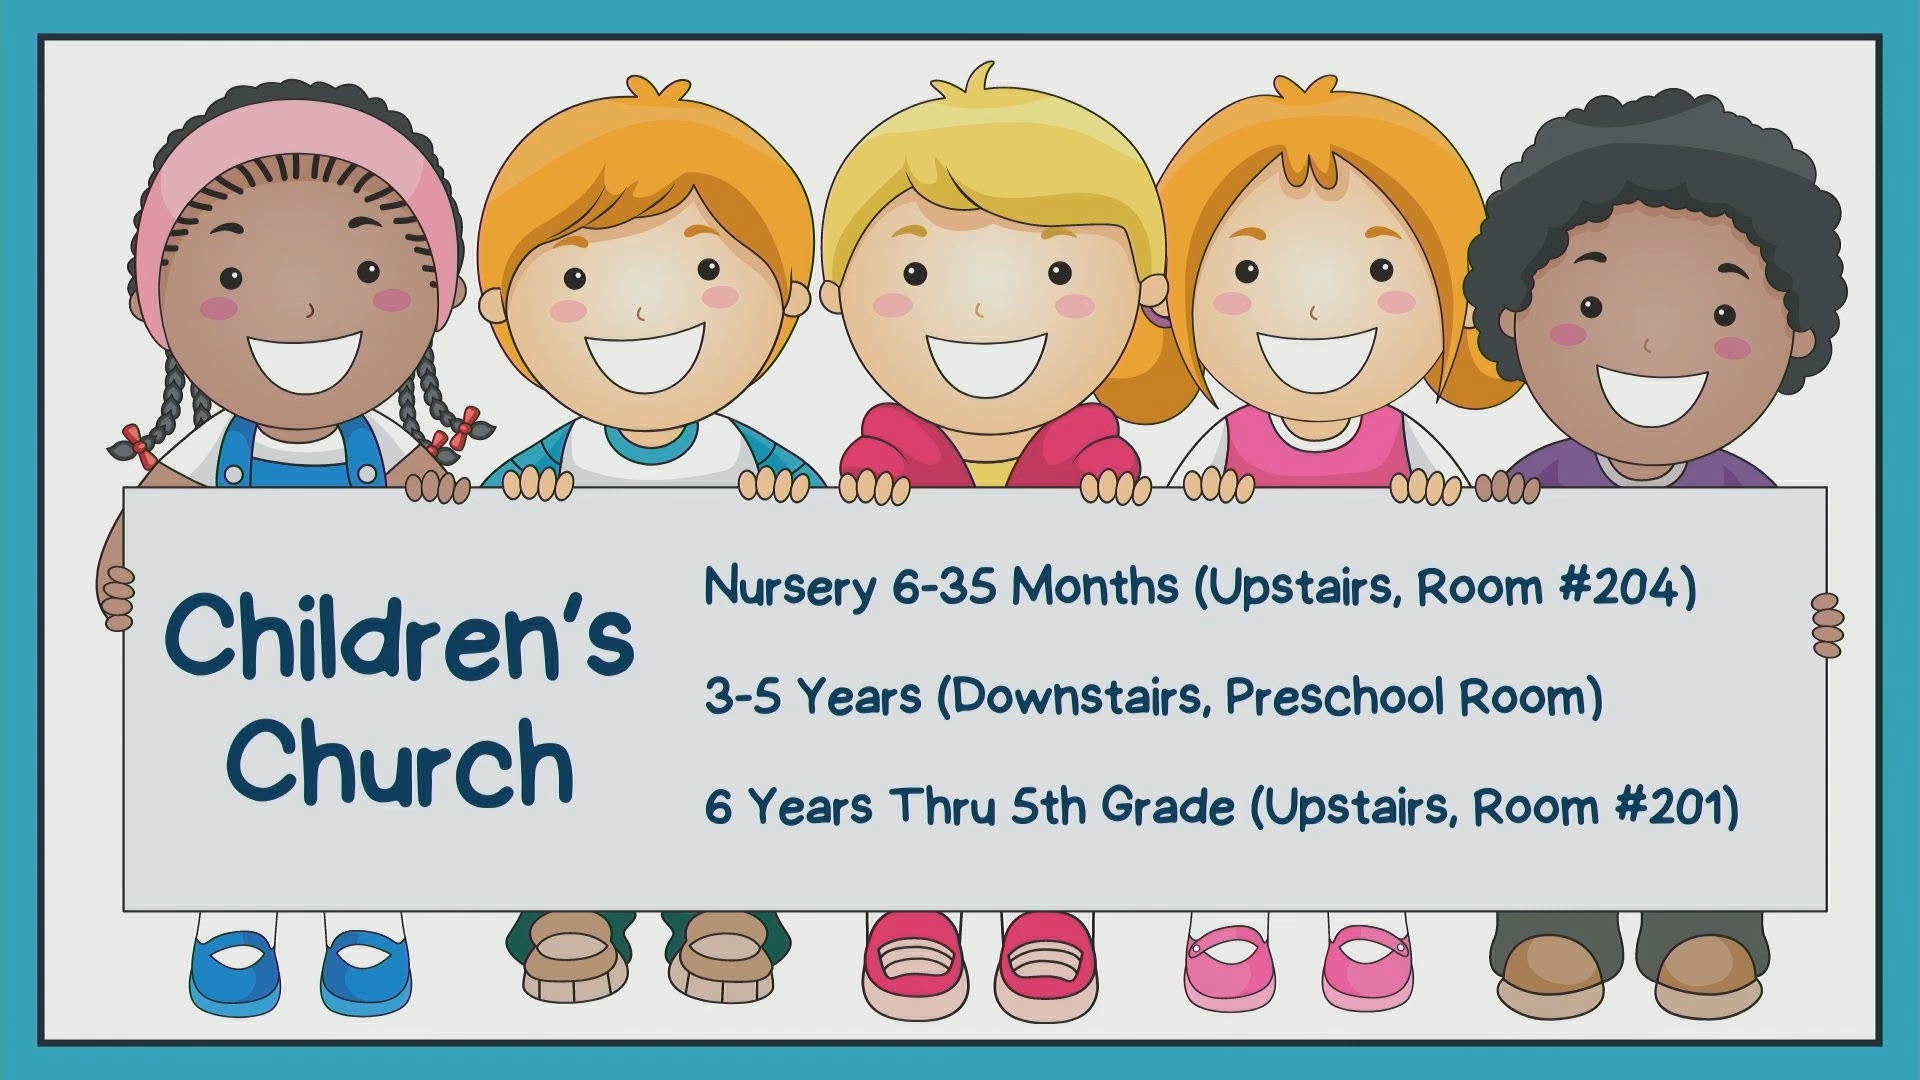 Children's
Church
Nursery 6-35 Months (Upstairs, Room #204)
3-5 Years (Downstairs, Preschool Room)
6 Years Thru 5th Grade (Upstairs, Room #201)